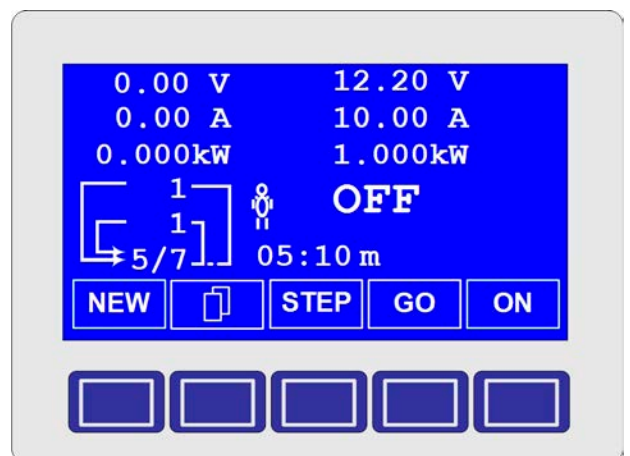 0.00 V 12.20 V
0.00 A 10.00 A
0.000kW 1.000kW
1
OFF
1
5/7 05:10 m
NEW STEP GO ON